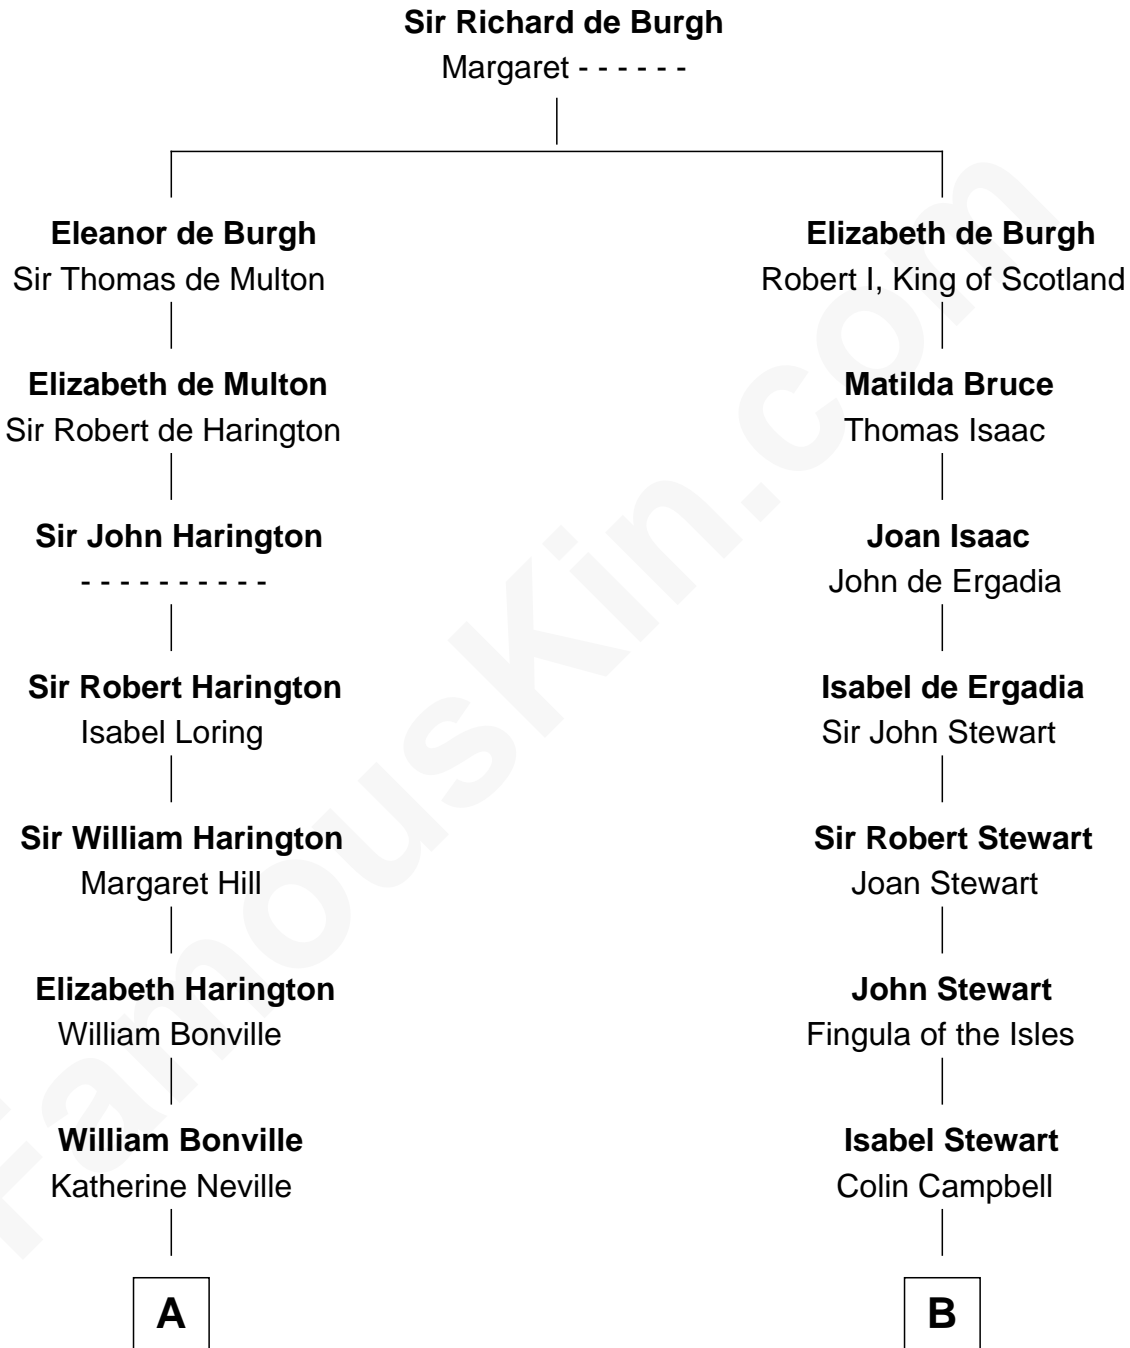 Sir Richard de Burgh
Margaret - - - - - -
Eleanor de Burgh
Sir Thomas de Multon
Elizabeth de Multon
Sir Robert de Harington
Sir John Harington
- - - - - - - - - -
Sir Robert Harington
Isabel Loring
Sir William Harington
Margaret Hill
Elizabeth Harington
William Bonville
William Bonville
Katherine Neville
A
Elizabeth de Burgh
Robert I, King of Scotland
Matilda Bruce
Thomas Isaac
Joan Isaac
John de Ergadia
Isabel de Ergadia
Sir John Stewart
Sir Robert Stewart
Joan Stewart
John Stewart
Fingula of the Isles
Isabel Stewart
Colin Campbell
B
FamousKin.com